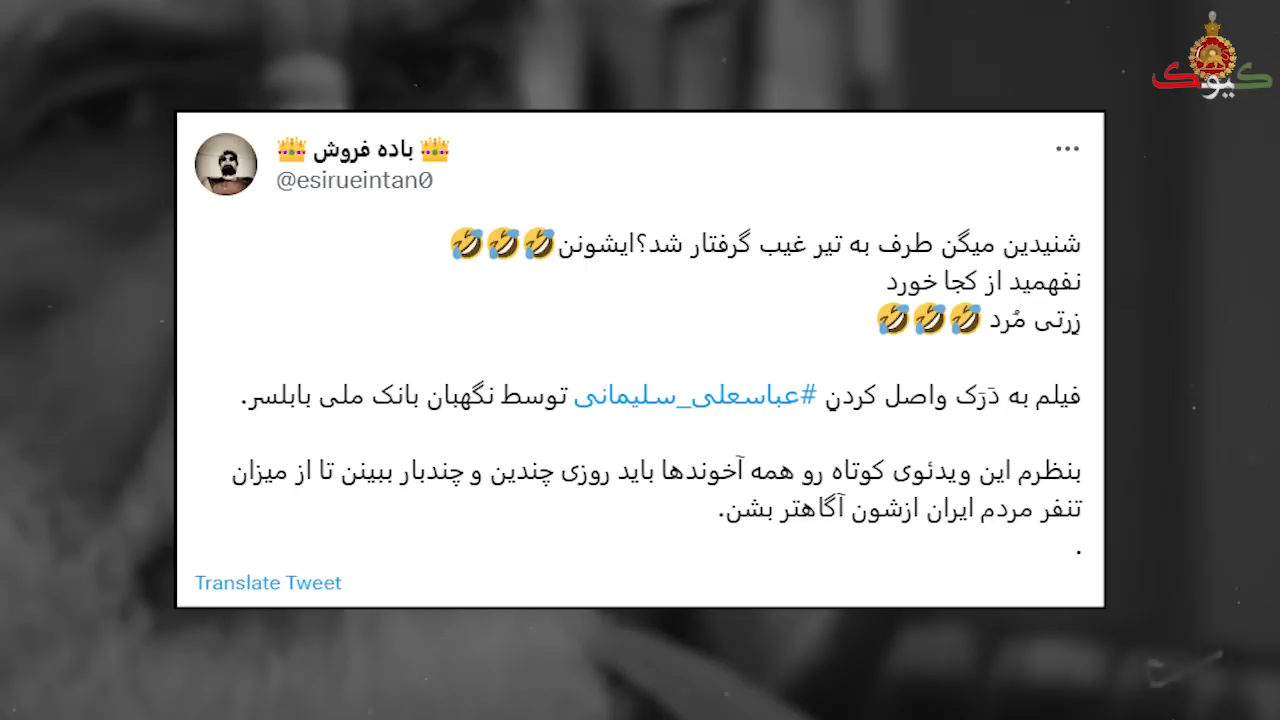 کیوک
👑 باده فروش 👑
@esirueintan0
شنیدین میگن طرف به تیر غیب گرفتار شد؟ایشونن🤣🤣🤣
نفهمید از کجا خورد
زِرتی مُرد 🤣🤣🤣
فیلم به دَرَک واصل کردنِ #عباسعلی_سلیمانی توسط نگهبان بانک ملی بابلسر.
بنظرم این ویدئوی کوتاه رو همه آخوندها باید روزی چندین و چندبار ببینن تا از میزان
تنفر مردم ایران ازشون آگاهتر بشن.
.
Translate Tweet